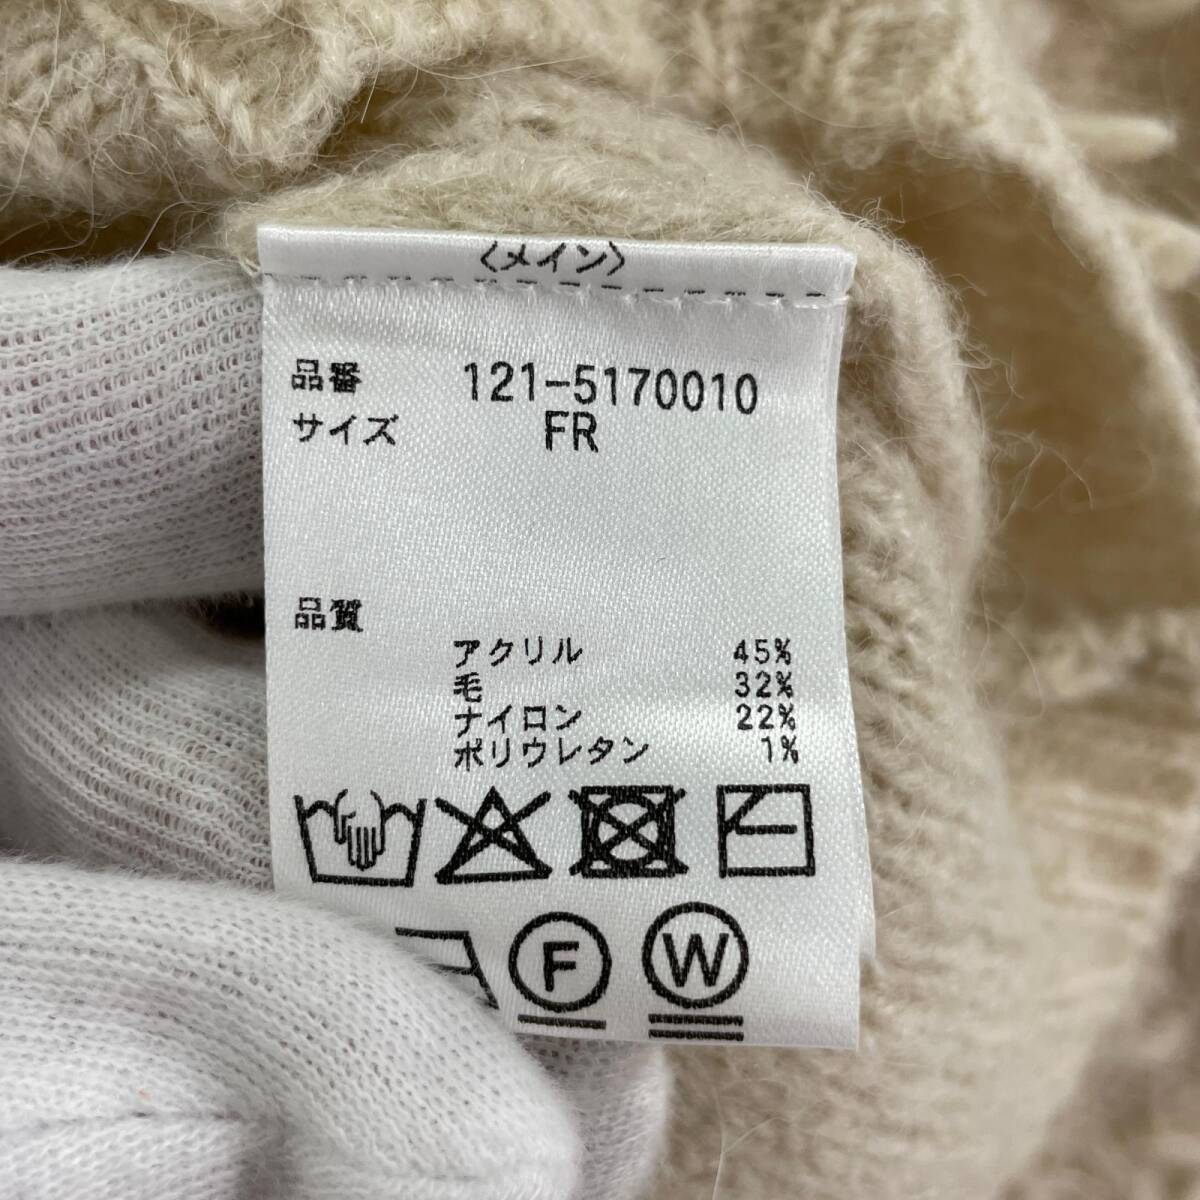 〈メイン〉
品番 121-5170010
サイズ FR
品質
アクリル 45%
毛 32%
ナイロン 22%
ポリウレタン 1%
F W